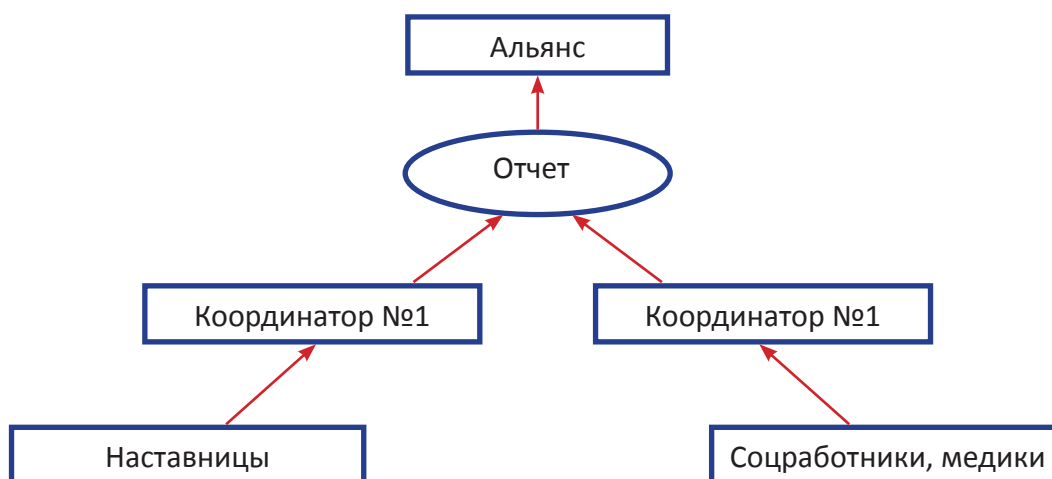 Альянс
Отчет
Координатор №1
Координатор №1
Наставницы
Соцработники, медики